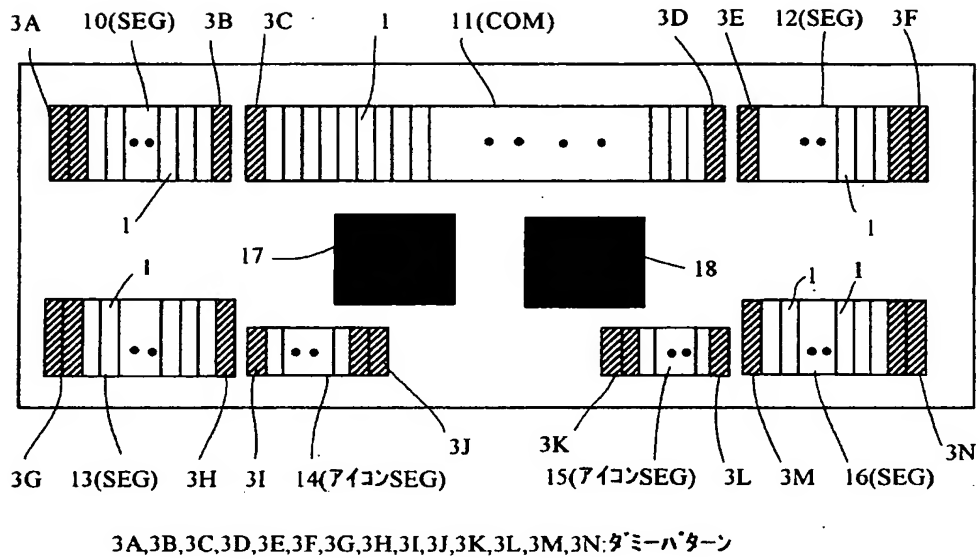 3A 10(SEG) 3B 3C 1 11(COM) 3D 3E 12(SEG) 3F
1 1
17 18
1 1 1
3G 13(SEG) 3H 3I 14(アイコンSEG) 3J 3K 15(アイコンSEG) 3L 3M 16(SEG) 3N
3A,3B,3C,3D,3E,3F,3G,3H,3I,3J,3K,3L,3M,3N:ダミーパターン